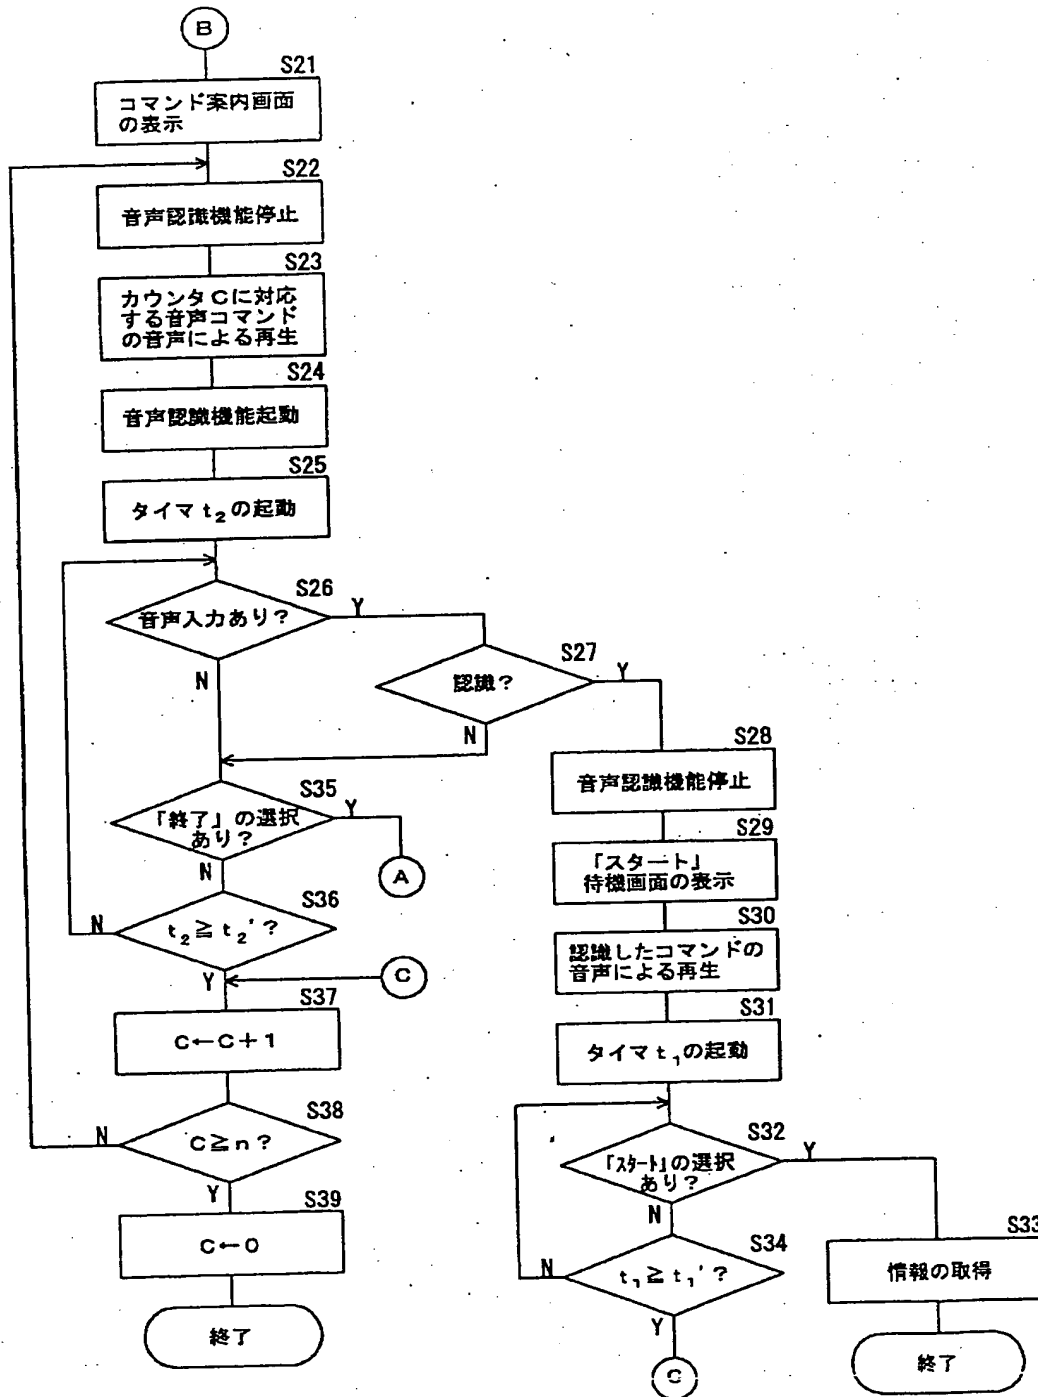 B
S21
コマンド案内画面
の表示
S22
音声認識機能停止
S23
カウンタCに対応
する音声コマンド
の音声による再生
S24
音声認識機能起動
S25
タイマt₂の起動
S26
音声入力あり?
Y
N
S27
認識?
Y
N
S28
音声認識機能停止
S29
「スタート」
待機画面の表示
S30
認識したコマンドの
音声による再生
S31
タイマt₁の起動
S32
「スタート」の選択
あり?
Y
N
S33
情報の取得
終了
S34
t₁≧t₁'?
N
Y
C
S35
「終了」の選択
あり?
Y
A
N
S36
t₂≧t₂'?
N
Y
C
S37
C←C+1
S38
C≧n?
N
Y
S39
C←0
終了